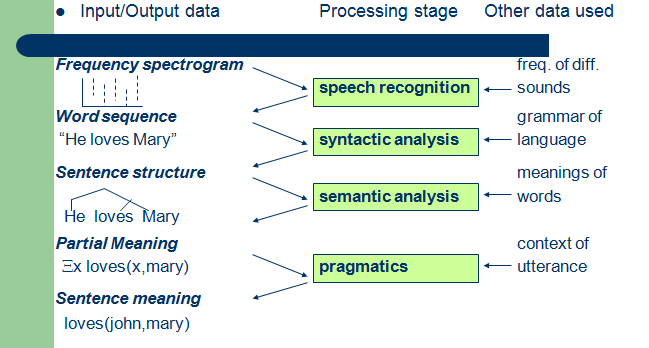 Input/Output data Processing stage Other data used
Frequency spectrogram
freq. of diff.
speech recognition
sounds
Word sequence
grammar of
“He loves Mary”
syntactic analysis
language
Sentence structure
meanings of
semantic analysis
words
He loves Mary
Partial Meaning
context of
Ξx loves(x,mary)
pragmatics
utterance
Sentence meaning
loves(john,mary)